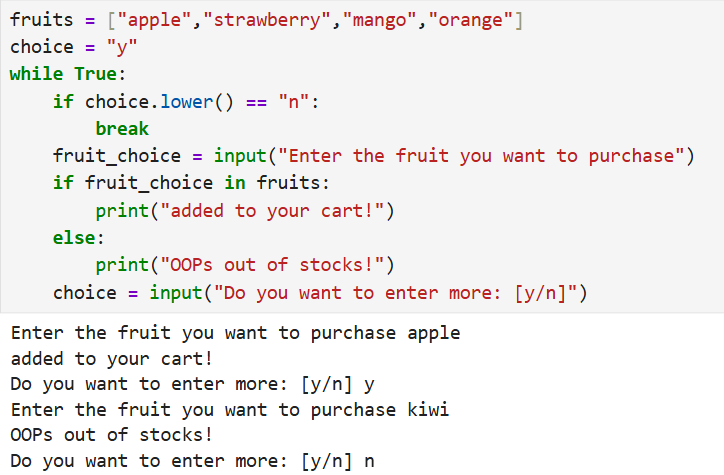 fruits = ["apple","strawberry","mango","orange"]
choice = "y"
while True:
    if choice.lower() == "n":
        break
    fruit_choice = input("Enter the fruit you want to purchase")
    if fruit_choice in fruits:
        print("added to your cart!")
    else:
        print("OOPs out of stocks!")
    choice = input("Do you want to enter more: [y/n]")
Enter the fruit you want to purchase apple
added to your cart!
Do you want to enter more: [y/n] y
Enter the fruit you want to purchase kiwi
OOPs out of stocks!
Do you want to enter more: [y/n] n